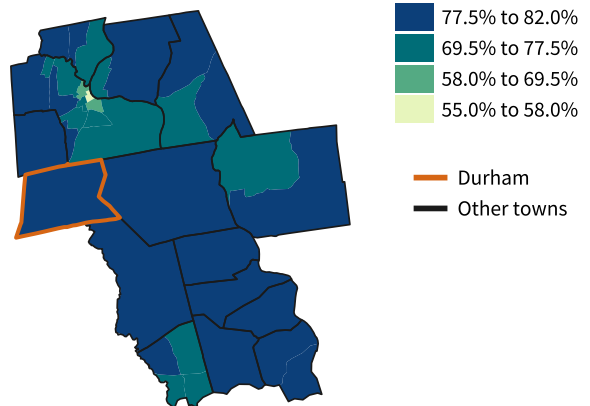 77.5% to 82.0%
69.5% to 77.5%
58.0% to 69.5%
55.0% to 58.0%
Durham
Other towns